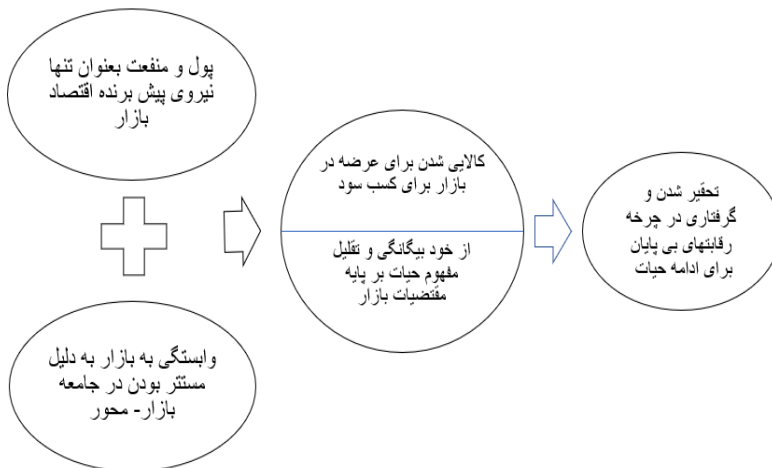 پول و منفعت بعنوان تنها
نیروی پیش برنده اقتصاد
بازار
وابستگی به بازار به دلیل
مستتر بودن در جامعه
بازار- محور
کالایی شدن برای عرضه در
بازار برای کسب سود
از خود بیگانگی و تقلیل
مفهوم حیات بر پایه
مقتضیات بازار
تحقیر شدن و
گرفتاری در چرخه
رقابتهای بی پایان
برای ادامه حیات